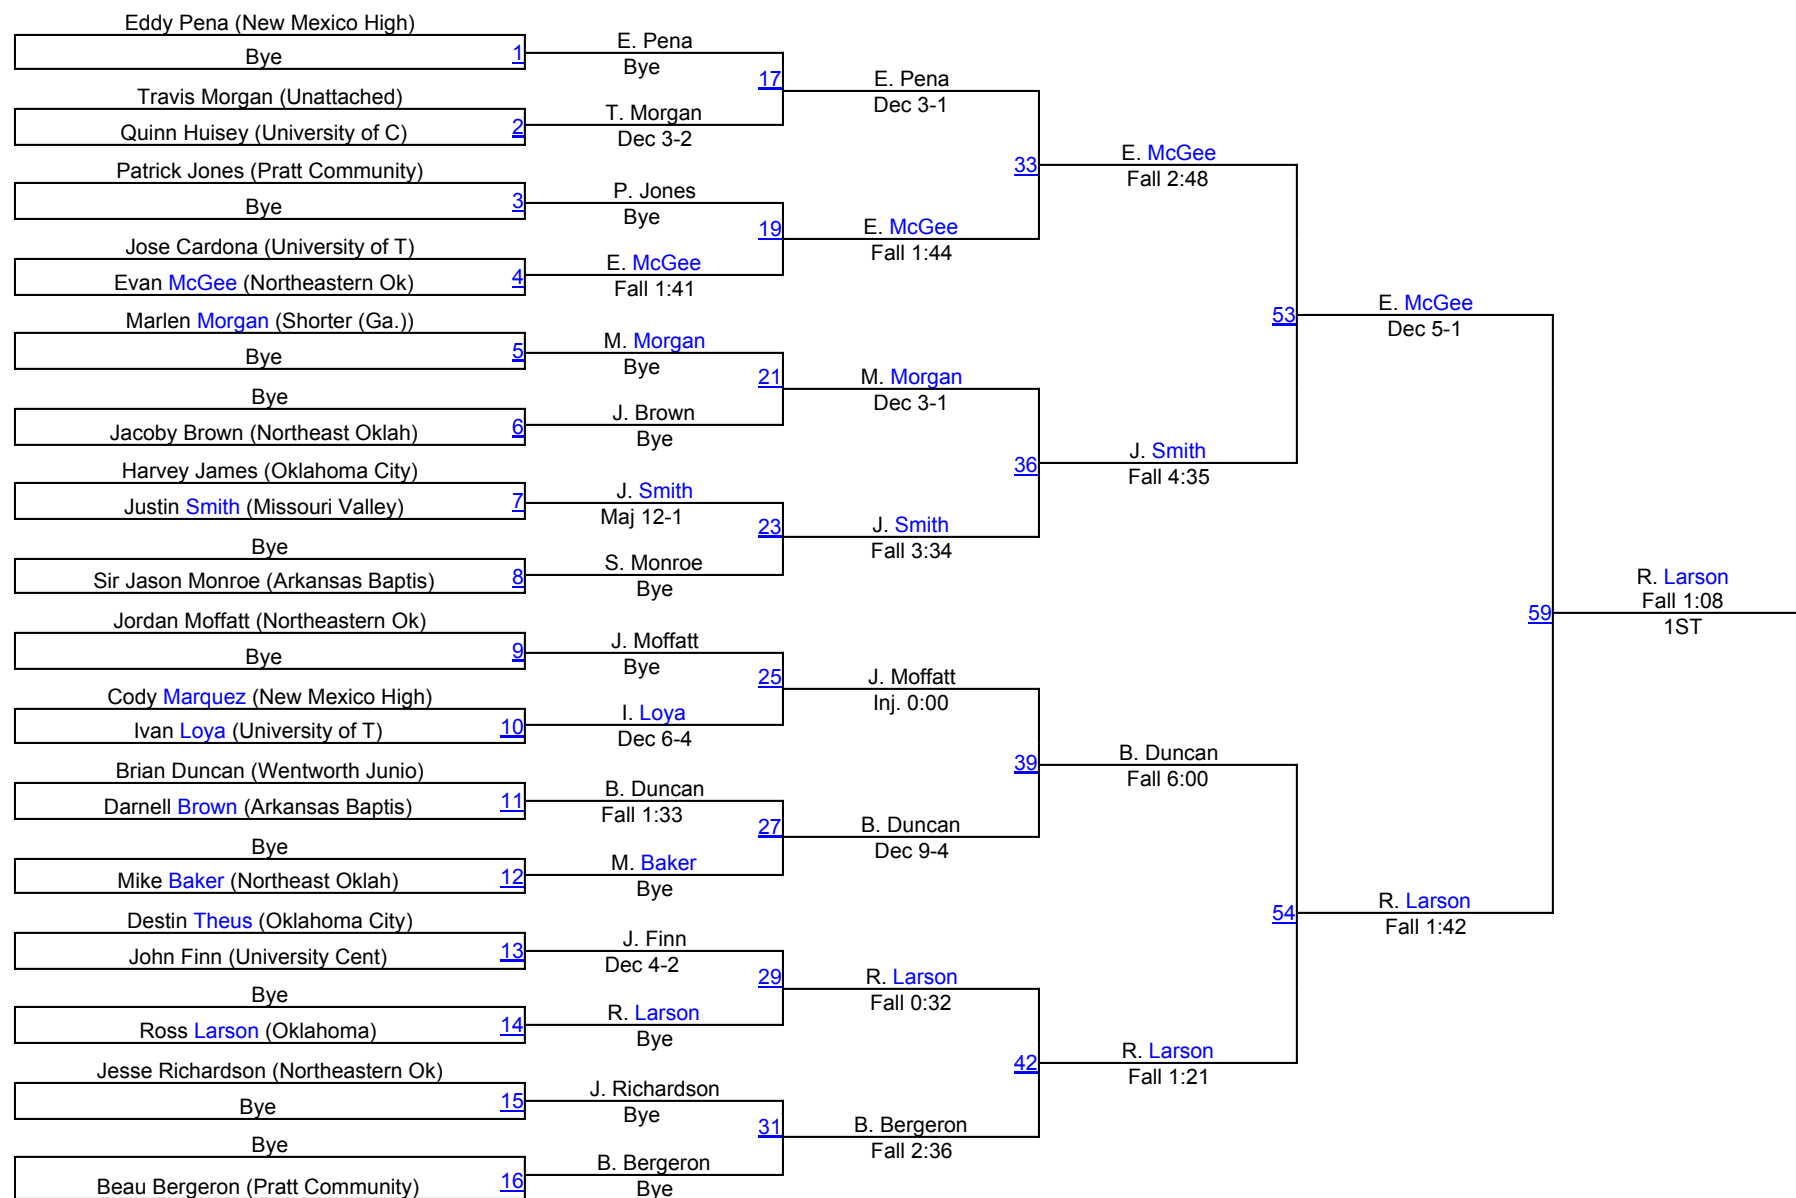 Eddy Pena (New Mexico High)
Bye
1
Travis Morgan (Unattached)
Quinn Huisey (University of C)
2
Patrick Jones (Pratt Community)
Bye
3
Jose Cardona (University of T)
Evan McGee (Northeastern Ok)
4
Marlen Morgan (Shorter (Ga.))
Bye
5
Bye
Jacoby Brown (Northeast Oklah)
6
Harvey James (Oklahoma City)
Justin Smith (Missouri Valley)
7
Bye
Sir Jason Monroe (Arkansas Baptis)
8
Jordan Moffatt (Northeastern Ok)
Bye
9
Cody Marquez (New Mexico High)
Ivan Loya (University of T)
10
Brian Duncan (Wentworth Junio)
Darnell Brown (Arkansas Baptis)
11
Bye
Mike Baker (Northeast Oklah)
12
Destin Theus (Oklahoma City)
John Finn (University Cent)
13
Bye
Ross Larson (Oklahoma)
14
Jesse Richardson (Northeastern Ok)
Bye
15
Bye
Beau Bergeron (Pratt Community)
16
E. Pena
Bye
17
T. Morgan
Dec 3-2
P. Jones
Bye
19
E. McGee
Fall 1:41
M. Morgan
Bye
21
J. Brown
Bye
J. Smith
Maj 12-1
23
S. Monroe
Bye
J. Moffatt
Bye
25
I. Loya
Dec 6-4
B. Duncan
Fall 1:33
27
M. Baker
Bye
J. Finn
Dec 4-2
29
R. Larson
Bye
J. Richardson
Bye
31
B. Bergeron
Bye
E. Pena
Dec 3-1
33
E. McGee
Fall 1:44
M. Morgan
Dec 3-1
36
J. Smith
Fall 3:34
J. Moffatt
Inj. 0:00
39
B. Duncan
Dec 9-4
R. Larson
Fall 0:32
42
B. Bergeron
Fall 2:36
E. McGee
Fall 2:48
53
J. Smith
Fall 4:35
B. Duncan
Fall 6:00
54
R. Larson
Fall 1:21
E. McGee
Dec 5-1
59
R. Larson
Fall 1:42
R. Larson
Fall 1:08
1ST